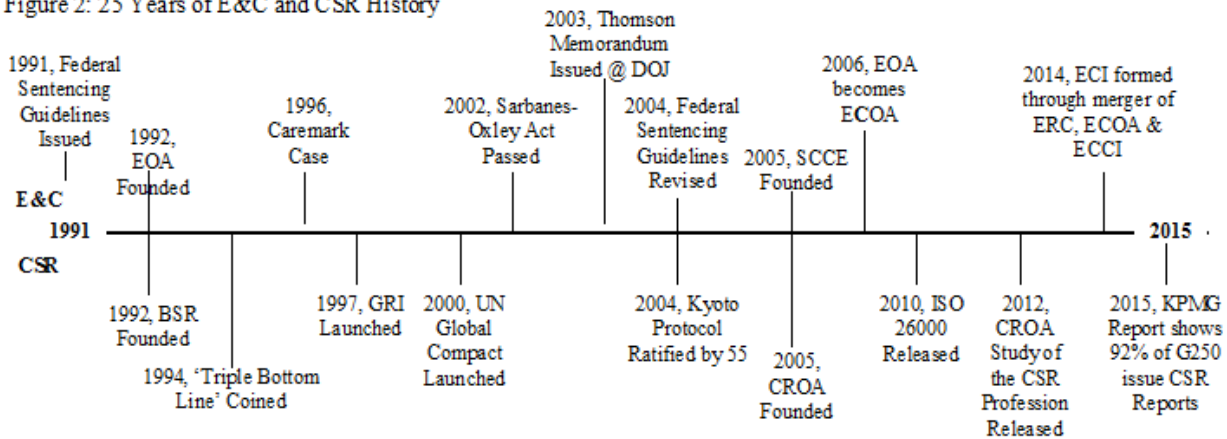 Figure 2: 25 Years of E&C and CSR History
1991, Federal
Sentencing
Guidelines
Issued
1992,
EOA
Founded
1996,
Caremark
Case
2002, Sarbanes-
Oxley Act
Passed
2003, Thomson
Memorandum
Issued @ DOJ
2004, Federal
Sentencing
Guidelines
Revised
2005, SCCE
Founded
2006, EOA
becomes
ECOA
2014, ECI formed
through merger of
ERC, ECOA &
ECCI
E&C
1991
2015
CSR
1992, BSR
Founded
1994, ‘Triple Bottom
Line’ Coined
1997, GRI
Launched
2000, UN
Global
Compact
Launched
2004, Kyoto
Protocol
Ratified by 55
2005,
CROA
Founded
2010, ISO
26000
Released
2012,
CROA
Study of
the CSR
Profession
Released
2015, KPMG
Report shows
92% of G250
issue CSR
Reports